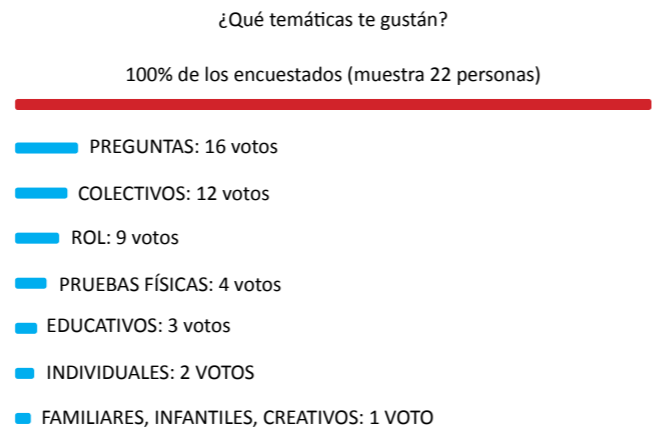 ¿Qué temáticas te gustán?
100% de los encuestados (muestra 22 personas)
PREGUNTAS: 16 votos
COLECTIVOS: 12 votos
ROL: 9 votos
PRUEBAS FÍSICAS: 4 votos
EDUCATIVOS: 3 votos
INDIVIDUALES: 2 VOTOS
FAMILIARES, INFANTILES, CREATIVOS: 1 VOTO